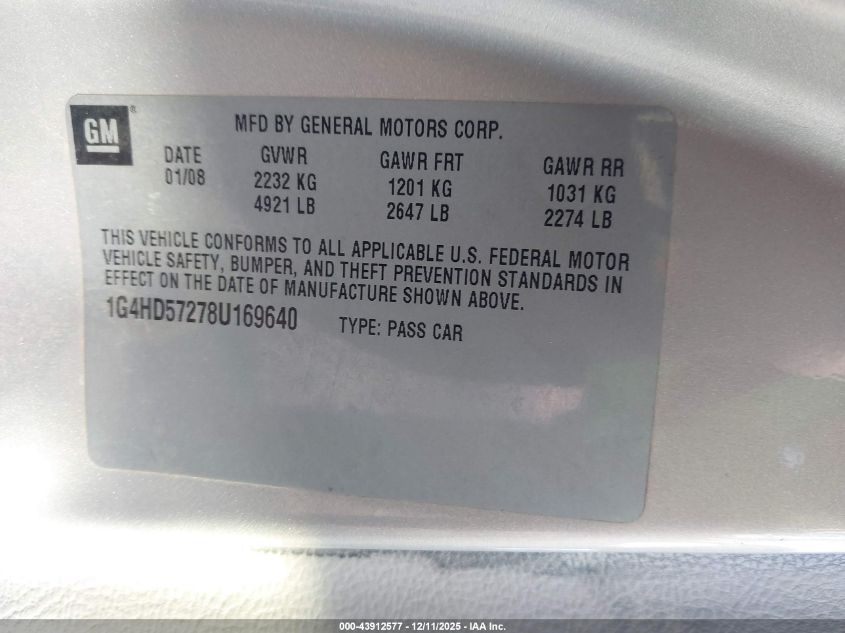 GM®
MFD BY GENERAL MOTORS CORP.
DATE GVWR GAWR FRT GAWR RR
01/08 2232 KG 1201 KG 1031 KG
4921 LB 2647 LB 2274 LB
THIS VEHICLE CONFORMS TO ALL APPLICABLE U.S. FEDERAL MOTOR
VEHICLE SAFETY, BUMPER, AND THEFT PREVENTION STANDARDS IN
EFFECT ON THE DATE OF MANUFACTURE SHOWN ABOVE.
1G4HD57278U169640 TYPE: PASS CAR
000-43912577 - 12/11/2025 - IAA Inc.